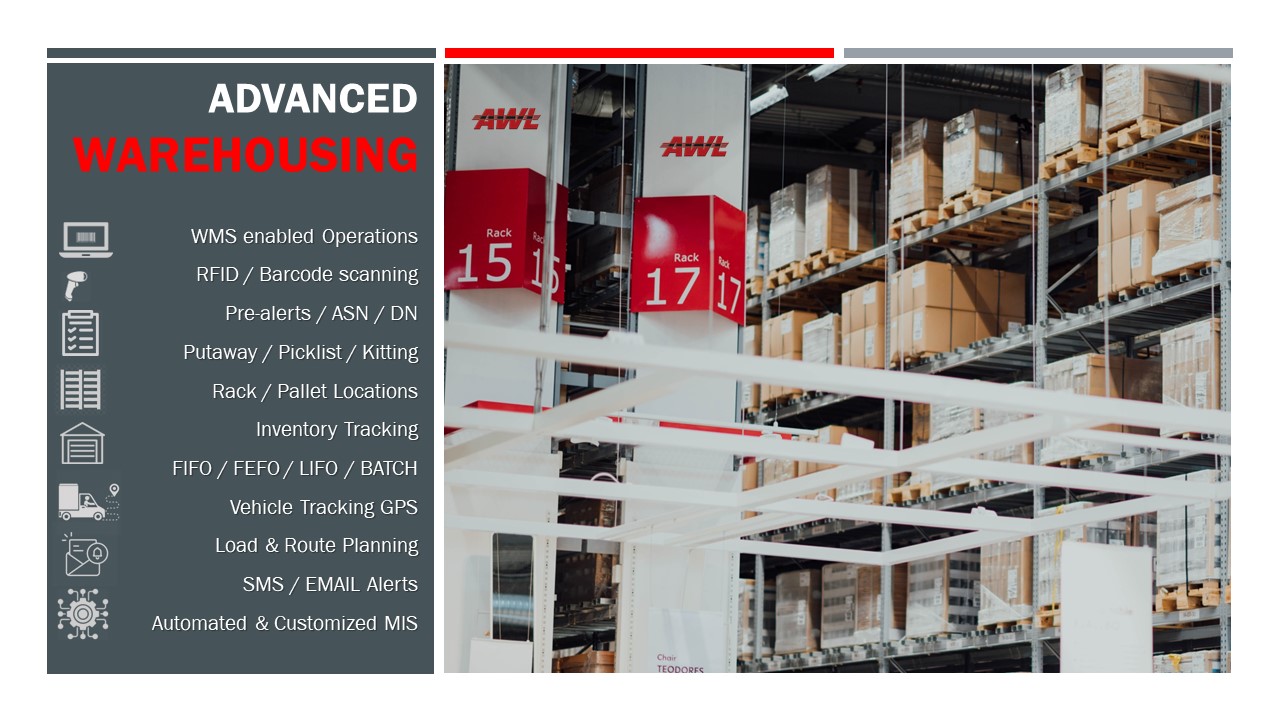 ADVANCED
WAREHOUSING
WMS enabled Operations
RFID / Barcode scanning
Pre-alerts / ASN / DN
Putaway / Picklist / Kitting
Rack / Pallet Locations
Inventory Tracking
FIFO / FEFO / LIFO / BATCH
Vehicle Tracking GPS
Load & Route Planning
SMS / EMAIL Alerts
Automated & Customized MIS
AWL
AWL
Rack
15
Rack
17
Rack
17
Chair
TEODORES